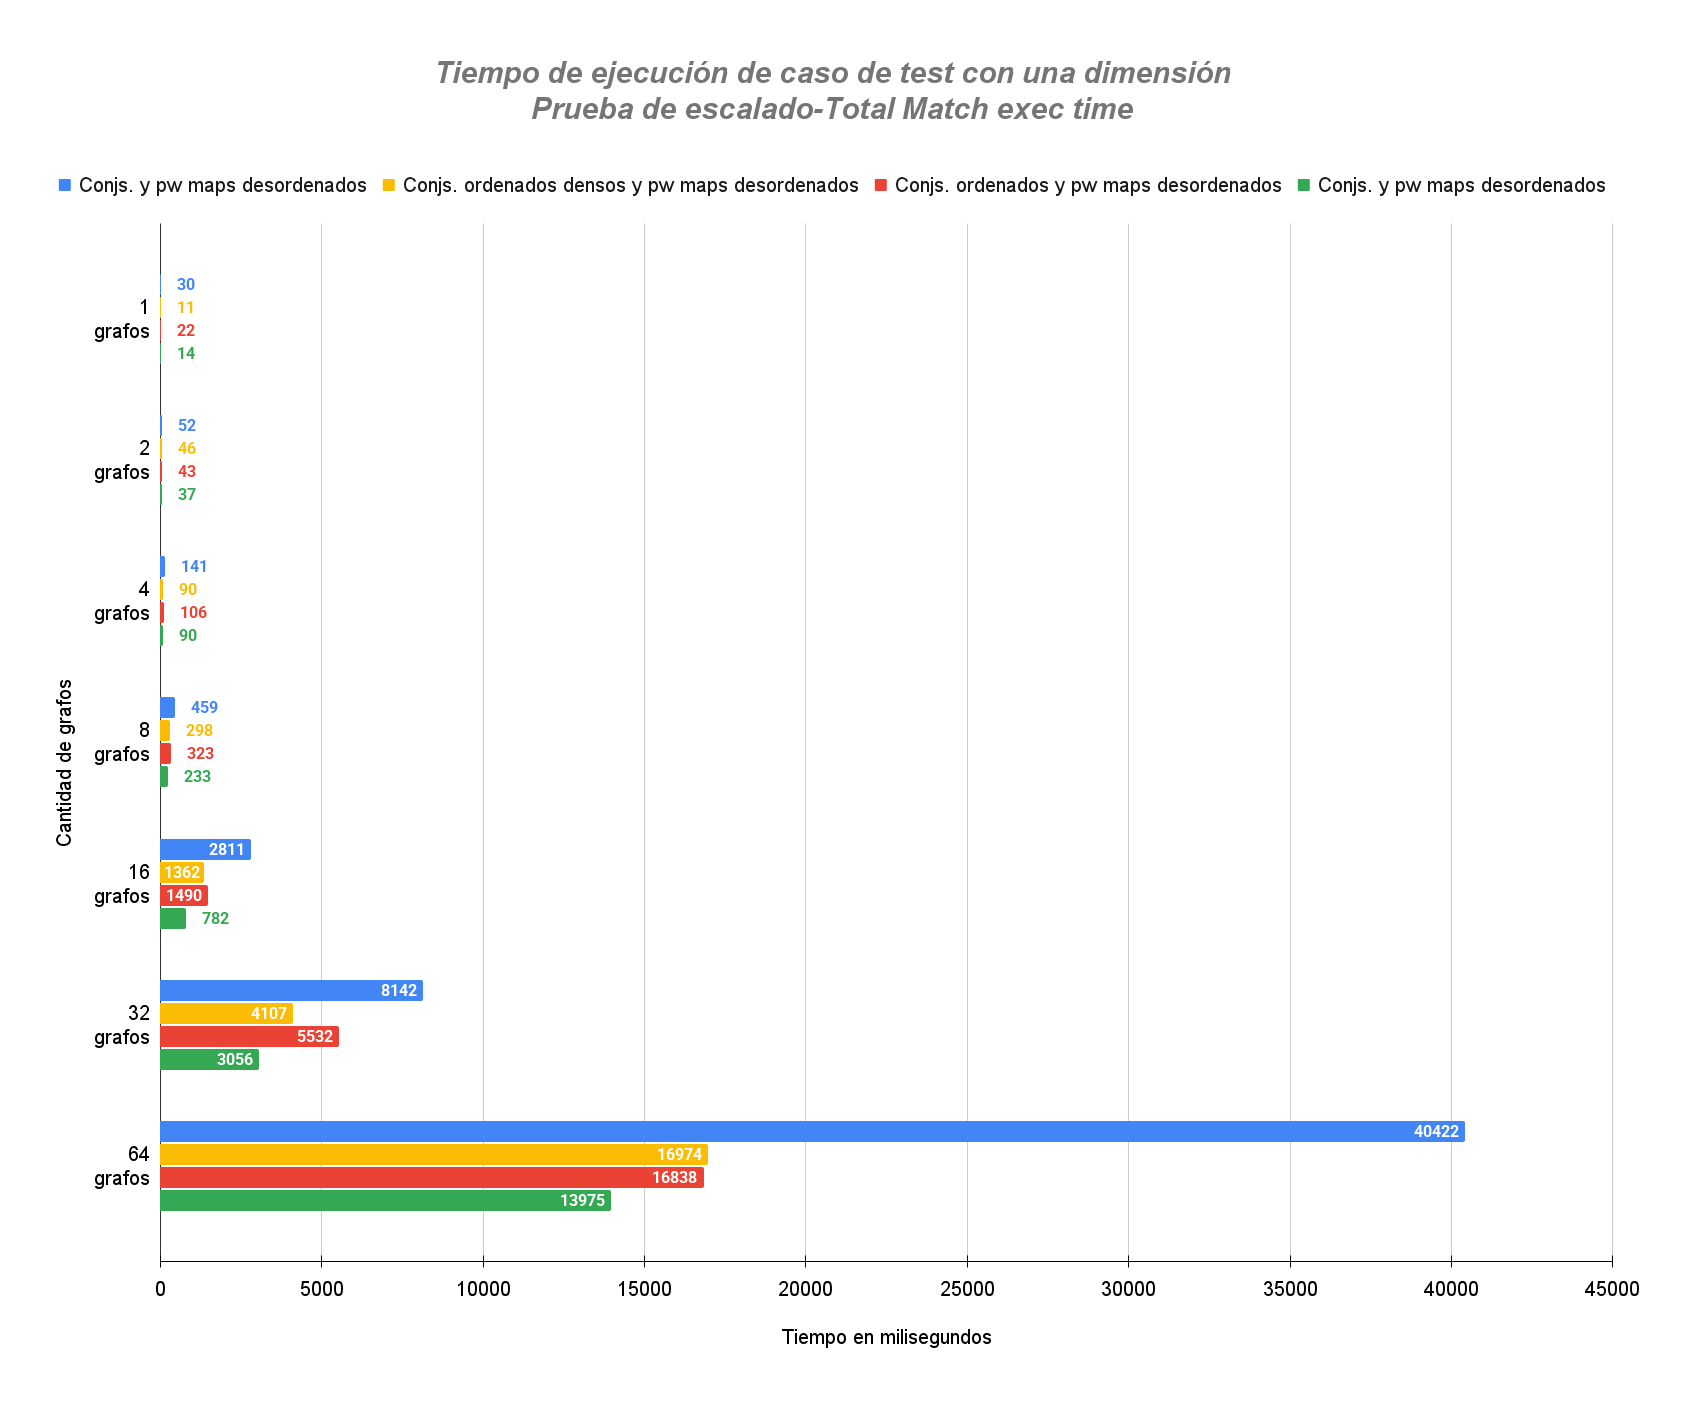 Tiempo de ejecución de caso de test con una dimensión
Prueba de escalado-Total Match exec time
Conjs. y pw maps desordenados
Conjs. ordenados densos y pw maps desordenados
Conjs. ordenados y pw maps desordenados
Conjs. y pw maps desordenados
Cantidad de grafos
1
grafos
30
11
22
14
2
grafos
52
46
43
37
4
grafos
141
90
106
90
8
grafos
459
298
323
233
16
grafos
2811
1362
1490
782
32
grafos
8142
4107
5532
3056
64
grafos
40422
16974
16838
13975
0 5000 10000 15000 20000 25000 30000 35000 40000 45000
Tiempo en milisegundos